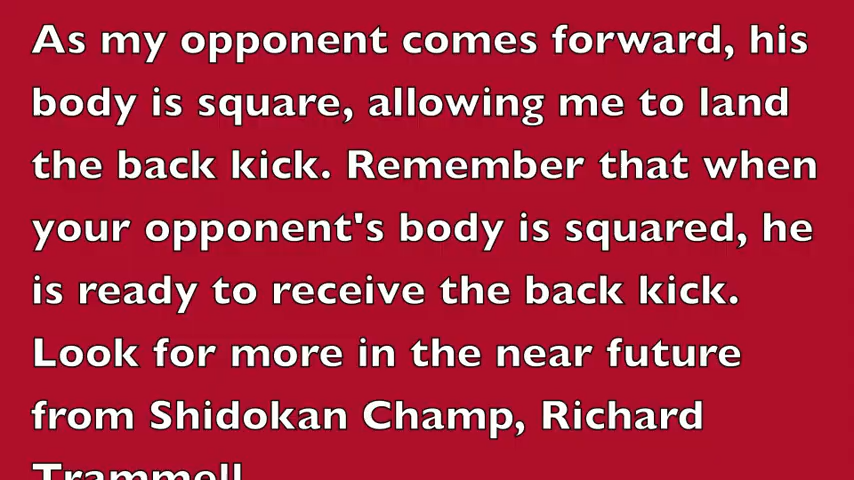 As my opponent comes forward, his
body is square, allowing me to land
the back kick. Remember that when
your opponent's body is squared, he
is ready to receive the back kick.
Look for more in the near future
from Shidokan Champ, Richard
Trammell